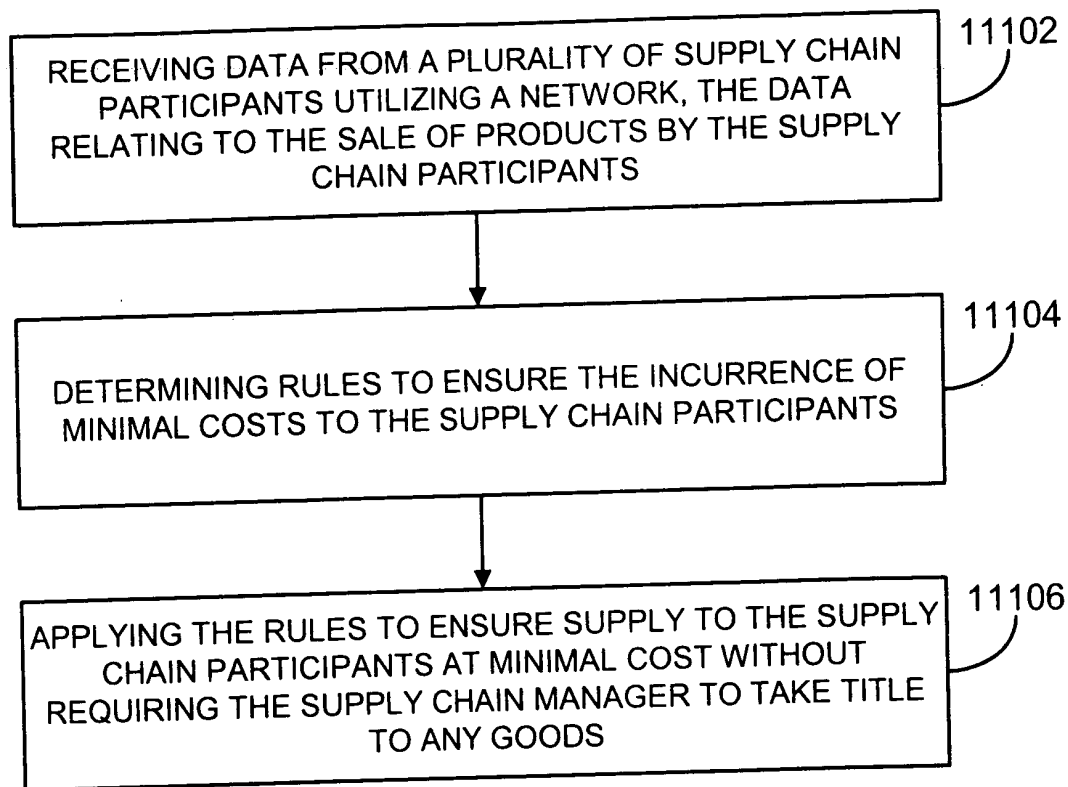 RECEIVING DATA FROM A PLURALITY OF SUPPLY CHAIN
PARTICIPANTS UTILIZING A NETWORK, THE DATA
RELATING TO THE SALE OF PRODUCTS BY THE SUPPLY
CHAIN PARTICIPANTS
11102
DETERMINING RULES TO ENSURE THE INCURRENCE OF
MINIMAL COSTS TO THE SUPPLY CHAIN PARTICIPANTS
11104
APPLYING THE RULES TO ENSURE SUPPLY TO THE SUPPLY
CHAIN PARTICIPANTS AT MINIMAL COST WITHOUT
REQUIRING THE SUPPLY CHAIN MANAGER TO TAKE TITLE
TO ANY GOODS
11106